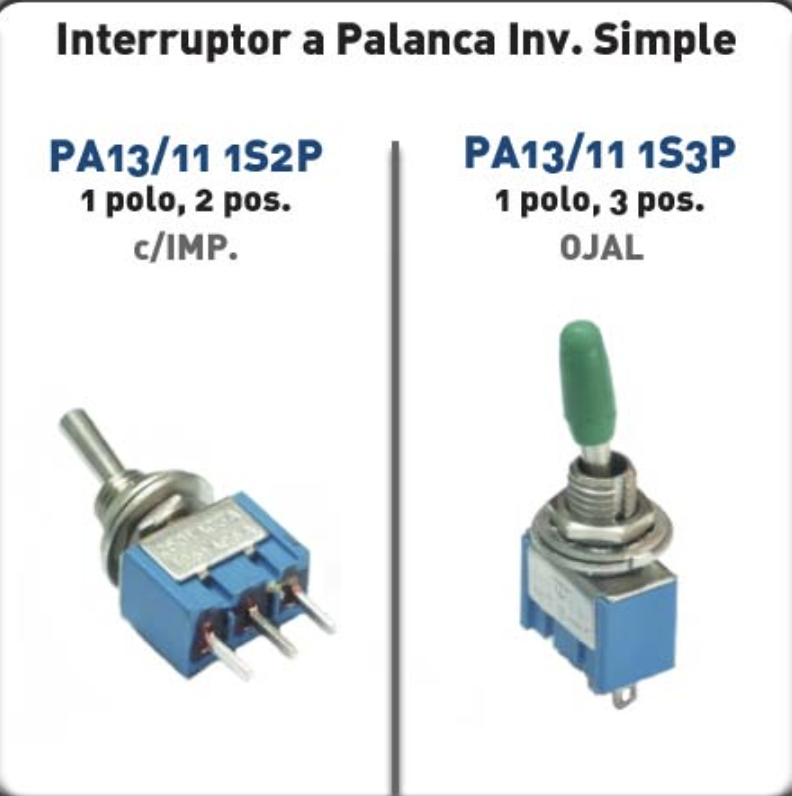 Interruptor a Palanca Inv. Simple
PA13/11 1S2P
1 polo, 2 pos.
c/IMP.
PA13/11 1S3P
1 polo, 3 pos.
OJAL